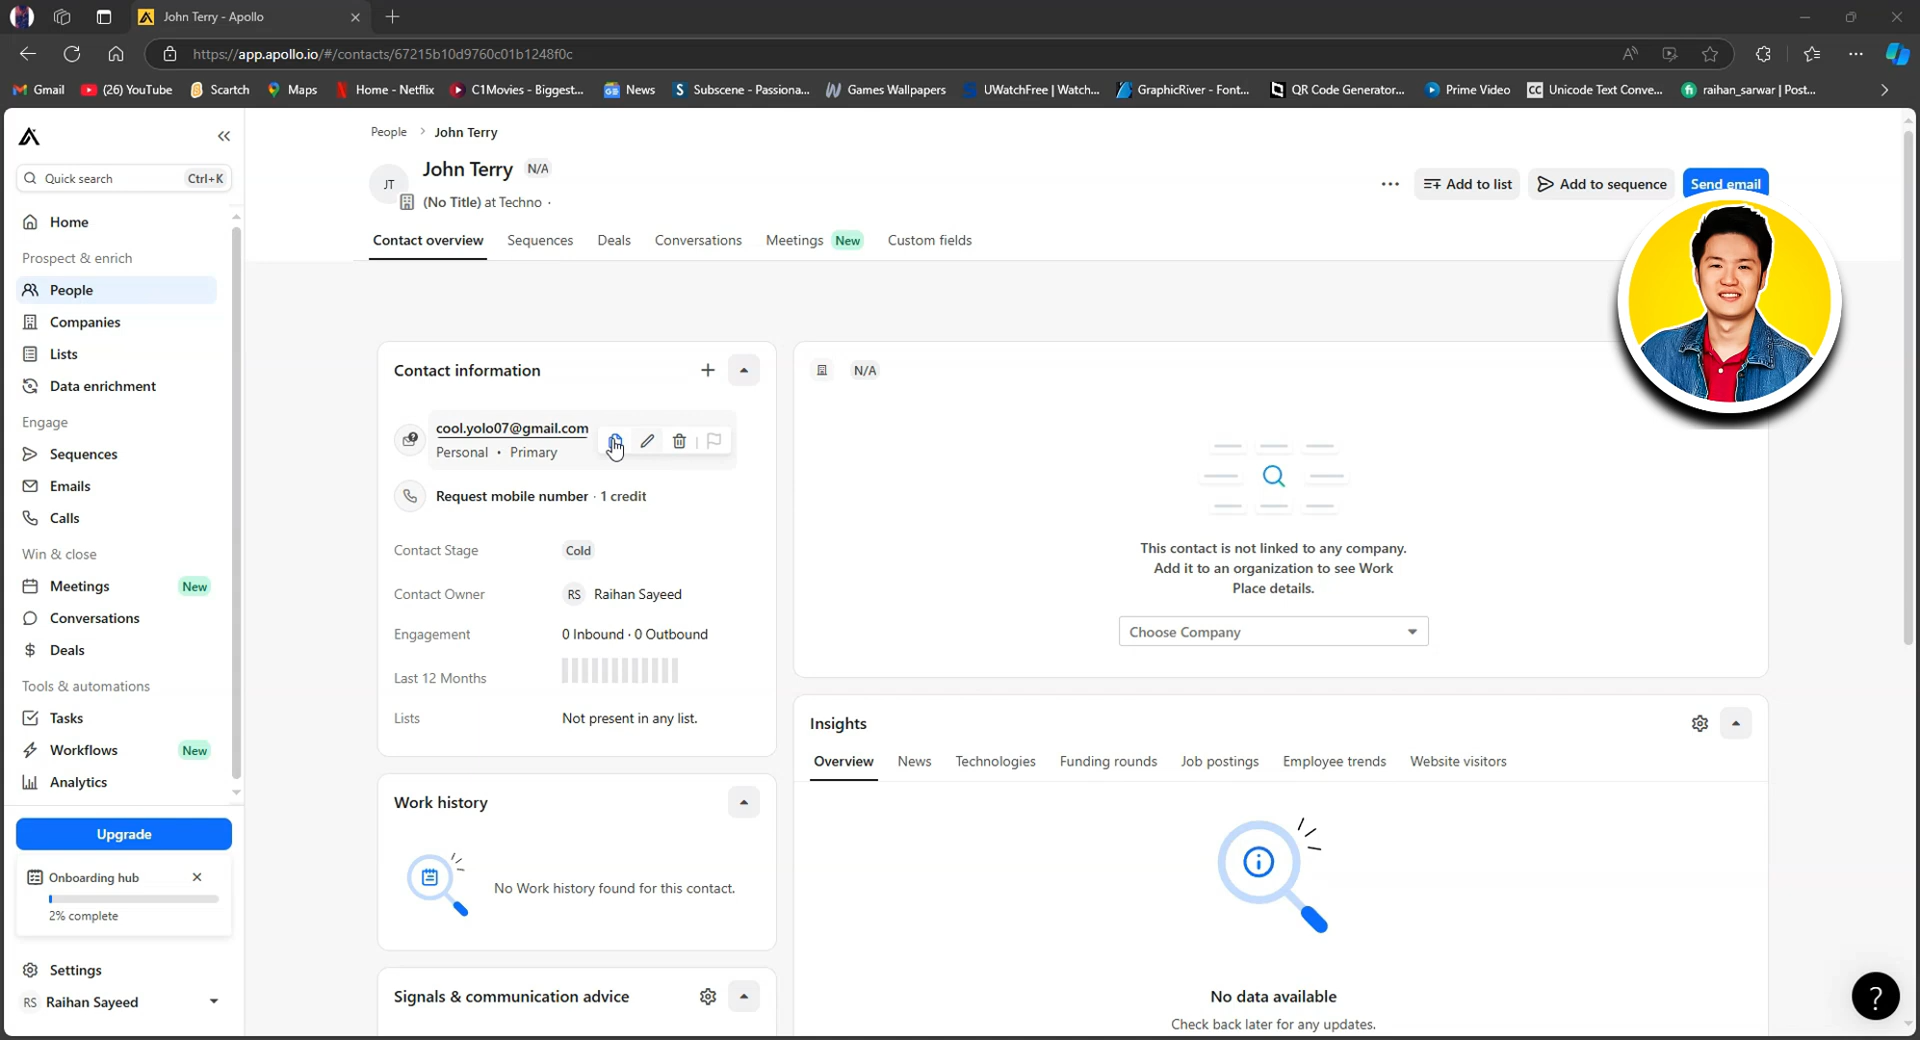 John Terry - Apollo
https://app.apollo.io/#/contacts/67215b10d9760c01b1248f0c
Gmail
(26) YouTube
Scartch
Maps
Home - Netflix
C1Movies - Biggest...
News
Subscene - Passiona...
Games Wallpapers
UWatchFree | Watch...
GraphicRiver - Font...
QR Code Generator...
Prime Video
Unicode Text Conve...
raihan_sarwar | Post...
Quick search Ctrl+K
Home
Prospect & enrich
People
Companies
Lists
Data enrichment
Engage
Sequences
Emails
Calls
Win & close
Meetings New
Conversations
Deals
Tools & automations
Tasks
Workflows New
Analytics
Upgrade
Onboarding hub
2% complete
Settings
RS Raihan Sayeed
People > John Terry
JT
John Terry N/A
(No Title) at Techno ·
Add to list
Add to sequence
Send email
Contact overview
Sequences
Deals
Conversations
Meetings New
Custom fields
Contact information
cool.yolo07@gmail.com
Personal • Primary
Request mobile number · 1 credit
Contact Stage Cold
Contact Owner RS Raihan Sayeed
Engagement 0 Inbound · 0 Outbound
Last 12 Months
Lists Not present in any list.
Work history
No Work history found for this contact.
Signals & communication advice
N/A
This contact is not linked to any company.
Add it to an organization to see Work
Place details.
Choose Company
Insights
Overview
News
Technologies
Funding rounds
Job postings
Employee trends
Website visitors
No data available
Check back later for any updates.
?